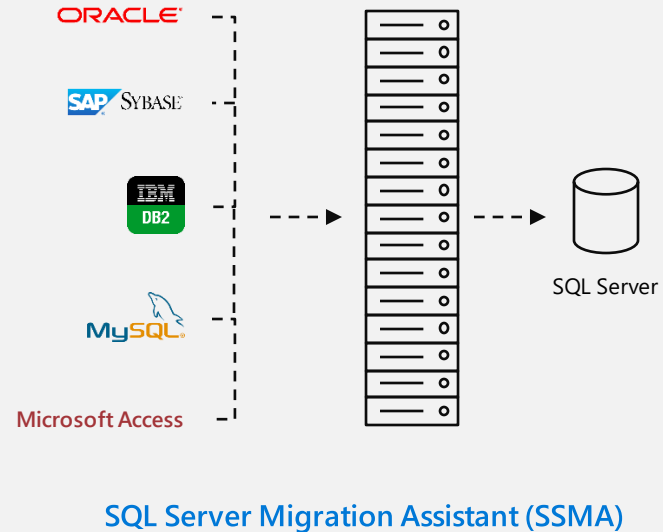 ORACLE
SAP SYBASE
IBM
DB2
MySQL
Microsoft Access
SQL Server
SQL Server Migration Assistant (SSMA)